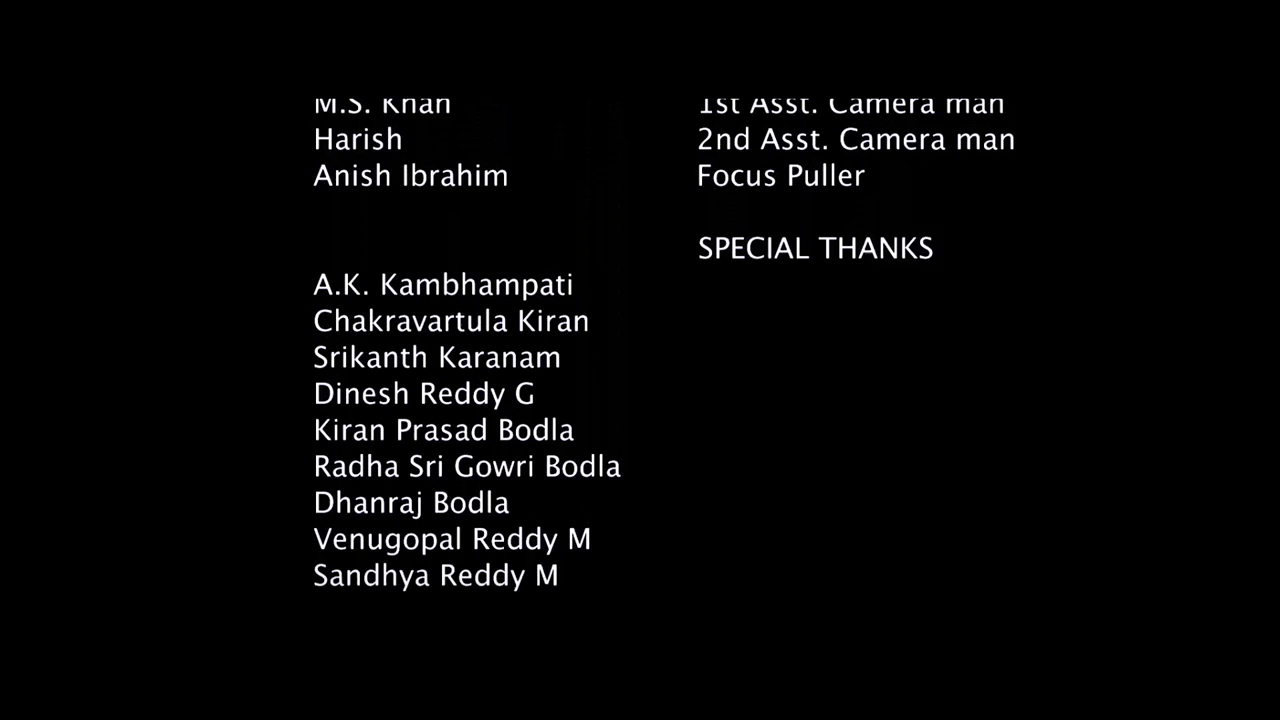 M.S. Khan 1st Asst. Camera man
Harish 2nd Asst. Camera man
Anish Ibrahim Focus Puller
SPECIAL THANKS
A.K. Kambhampati
Chakravartula Kiran
Srikanth Karanam
Dinesh Reddy G
Kiran Prasad Bodla
Radha Sri Gowri Bodla
Dhanraj Bodla
Venugopal Reddy M
Sandhya Reddy M